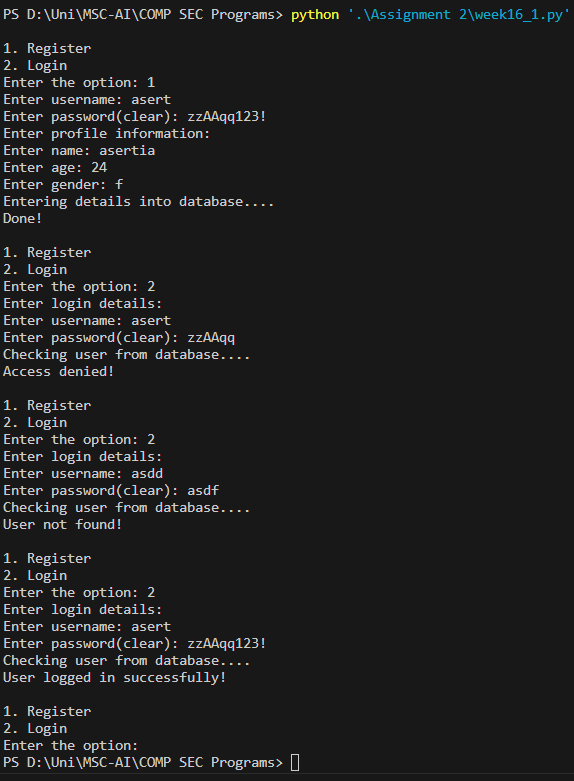 PS D:\Uni\MSC-AI\COMP SEC Programs> python '.\Assignment 2\week16_1.py'
1. Register
2. Login
Enter the option: 1
Enter username: asert
Enter password(clear): zzAAqq123!
Enter profile information:
Enter name: asertia
Enter age: 24
Enter gender: f
Entering details into database....
Done!
1. Register
2. Login
Enter the option: 2
Enter login details:
Enter username: asert
Enter password(clear): zzAAqq
Checking user from database....
Access denied!
1. Register
2. Login
Enter the option: 2
Enter login details:
Enter username: asdd
Enter password(clear): asdf
Checking user from database....
User not found!
1. Register
2. Login
Enter the option: 2
Enter login details:
Enter username: asert
Enter password(clear): zzAAqq123!
Checking user from database....
User logged in successfully!
1. Register
2. Login
Enter the option:
PS D:\Uni\MSC-AI\COMP SEC Programs>